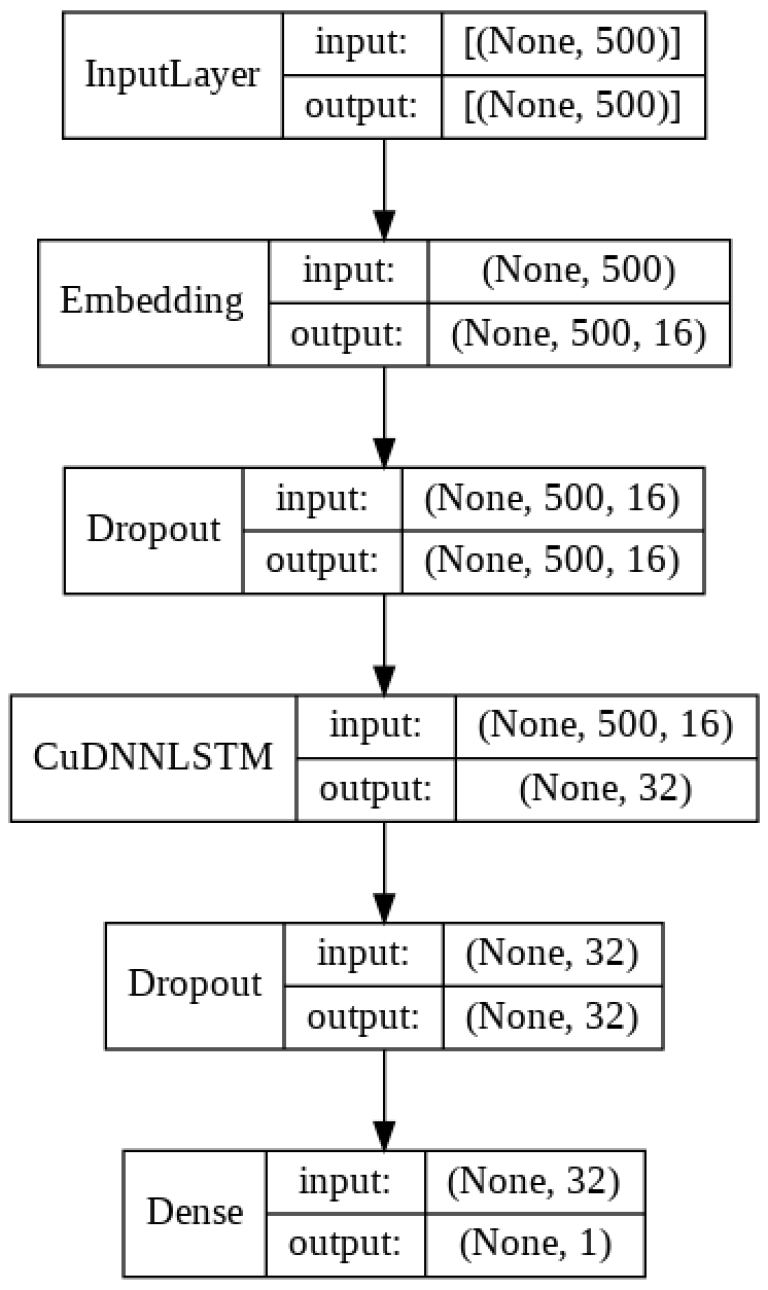 InputLayer
input: [(None, 500)]
output: [(None, 500)]
Embedding
input: (None, 500)
output: (None, 500, 16)
Dropout
input: (None, 500, 16)
output: (None, 500, 16)
CuDNNLSTM
input: (None, 500, 16)
output: (None, 32)
Dropout
input: (None, 32)
output: (None, 32)
Dense
input: (None, 32)
output: (None, 1)